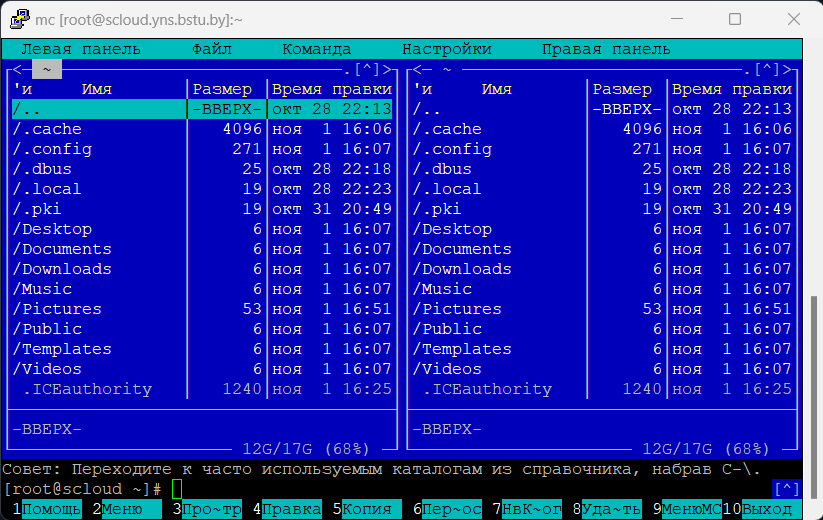 mc [root@scloud.yns.bstu.by]:~
Левая панель Файл Команда Настройки Правая панель
<─ ~ .[^]> <─ ~ .[^]>
'и Имя Размер Время правки 'и Имя Размер Время правки
/.. -ВВЕРХ- окт 28 22:13 /.. -ВВЕРХ- окт 28 22:13
/.cache 4096 ноя 1 16:06 /.cache 4096 ноя 1 16:06
/.config 271 ноя 1 16:07 /.config 271 ноя 1 16:07
/.dbus 25 окт 28 22:18 /.dbus 25 окт 28 22:18
/.local 19 окт 28 22:23 /.local 19 окт 28 22:23
/.pki 19 окт 31 20:49 /.pki 19 окт 31 20:49
/Desktop 6 ноя 1 16:07 /Desktop 6 ноя 1 16:07
/Documents 6 ноя 1 16:07 /Documents 6 ноя 1 16:07
/Downloads 6 ноя 1 16:07 /Downloads 6 ноя 1 16:07
/Music 6 ноя 1 16:07 /Music 6 ноя 1 16:07
/Pictures 53 ноя 1 16:51 /Pictures 53 ноя 1 16:51
/Public 6 ноя 1 16:07 /Public 6 ноя 1 16:07
/Templates 6 ноя 1 16:07 /Templates 6 ноя 1 16:07
/Videos 6 ноя 1 16:07 /Videos 6 ноя 1 16:07
.ICEauthority 1240 ноя 1 16:25 .ICEauthority 1240 ноя 1 16:25
-ВВЕРХ- -ВВЕРХ-
12G/17G (68%) 12G/17G (68%)
Совет: Переходите к часто используемым каталогам из справочника, набрав C-\.
[root@scloud ~]# [^]
1Помощь 2Меню 3Про~тр 4Правка 5Копия 6Пер~ос 7НвК~ог 8Уда~ть 9МенюМС 10Выход